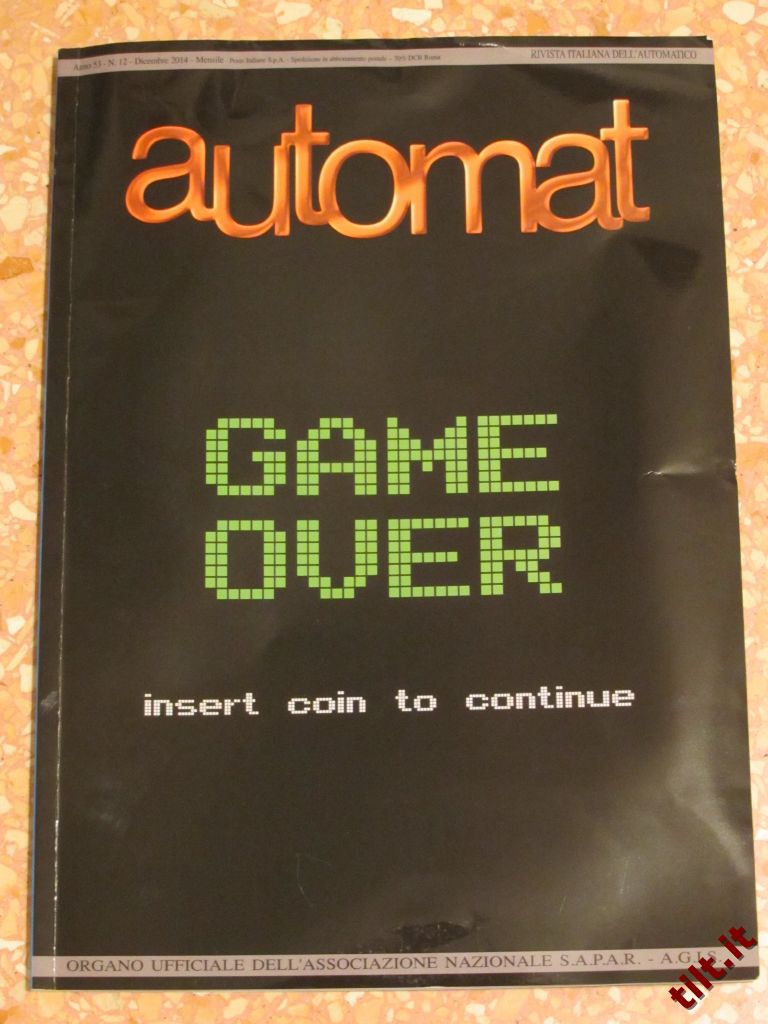 Anno 53 - N. 12 - Dicembre 2014 - Mensile - Poste Italiane S.p.A. - Spedizione in abbonamento postale - 70% DCB Roma
RIVISTA ITALIANA DELL'AUTOMATICO
automat
GAME
OVER
insert coin to continue
ORGANO UFFICIALE DELL'ASSOCIAZIONE NAZIONALE S.A.P.A.R. - A.G.I.S.
tilt.it